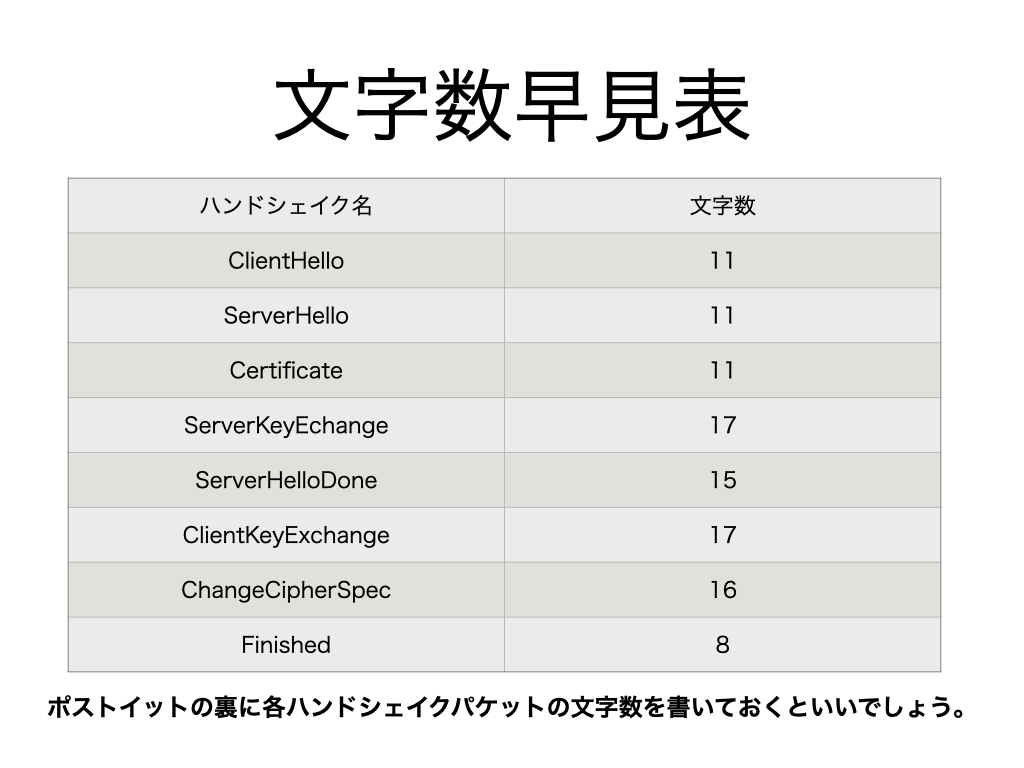 文字数早見表
ハンドシェイク名 文字数
ClientHello 11
ServerHello 11
Certificate 11
ServerKeyEchange 17
ServerHelloDone 15
ClientKeyExchange 17
ChangeCipherSpec 16
Finished 8
ポストイットの裏に各ハンドシェイクパケットの文字数を書いておくといいでしょう。